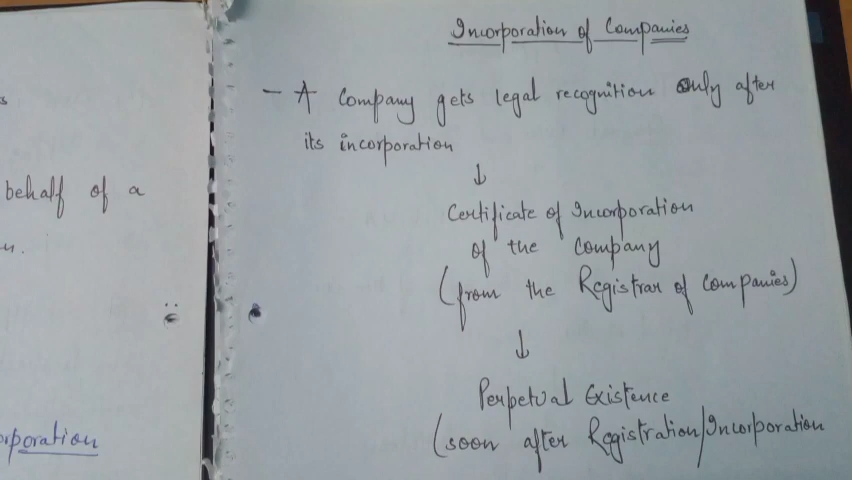 behalf of a
Incorporation of Companies
- A Company gets legal recognition Only after
its incorporation
↓
Certificate of Incorporation
of the Company
(from the Registrar of Companies)
↓
Perpetual Existence
(soon after Registration/Incorporation